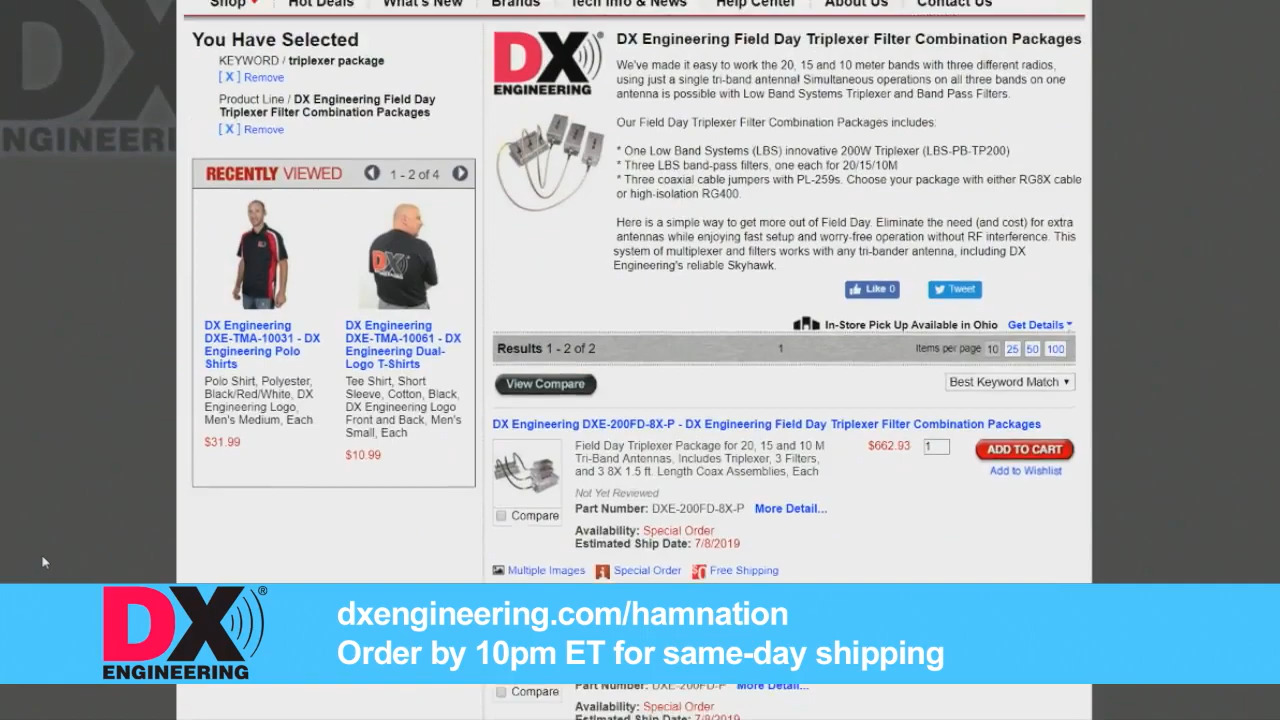 Shop
Hot Deals
What's New
Brands
Tech Info & News
Help Center
About Us
Contact Us
DX
ENGINEERI
You Have Selected
KEYWORD / triplexer package
[ X ] Remove
Product Line / DX Engineering Field Day
Triplexer Filter Combination Packages
[ X ] Remove
RECENTLY VIEWED
1 - 2 of 4
DX Engineering
DXE-TMA-10031 - DX
Engineering Polo
Shirts
Polo Shirt, Polyester,
Black/Red/White, DX
Engineering Logo,
Men's Medium, Each
$31.99
DX Engineering
DXE-TMA-10061 - DX
Engineering Dual-
Logo T-Shirts
Tee Shirt, Short
Sleeve, Cotton, Black,
DX Engineering Logo
Front and Back, Men's
Small, Each
$10.99
DX
ENGINEERING
DX Engineering Field Day Triplexer Filter Combination Packages
We've made it easy to work the 20, 15 and 10 meter bands with three different radios,
using just a single tri-band antenna! Simultaneous operations on all three bands on one
antenna is possible with Low Band Systems Triplexer and Band Pass Filters.
Our Field Day Triplexer Filter Combination Packages includes:
* One Low Band Systems (LBS) innovative 200W Triplexer (LBS-PB-TP200)
* Three LBS band-pass filters, one each for 20/15/10M
* Three coaxial cable jumpers with PL-259s. Choose your package with either RG8X cable
or high-isolation RG400.
Here is a simple way to get more out of Field Day. Eliminate the need (and cost) for extra
antennas while enjoying fast setup and worry-free operation without RF interference. This
system of multiplexer and filters works with any tri-bander antenna, including DX
Engineering's reliable Skyhawk.
Like 0
Tweet
In-Store Pick Up Available in Ohio Get Details
Results 1 - 2 of 2
1
Items per page 10 25 50 100
View Compare
Best Keyword Match
DX Engineering DXE-200FD-8X-P - DX Engineering Field Day Triplexer Filter Combination Packages
Field Day Triplexer Package for 20, 15 and 10 M
Tri-Band Antennas, Includes Triplexer, 3 Filters,
and 3 8X 1.5 ft. Length Coax Assemblies, Each
$662.93
1
ADD TO CART
Add to Wishlist
Not Yet Reviewed
Part Number: DXE-200FD-8X-P More Detail...
Compare
Availability: Special Order
Estimated Ship Date: 7/8/2019
Multiple Images
Special Order
Free Shipping
DX
ENGINEERING
dxengineering.com/hamnation
Order by 10pm ET for same-day shipping
Part Number: DXE-200FD-P More Detail...
Compare
Availability: Special Order
Estimated Ship Date: 7/8/2019